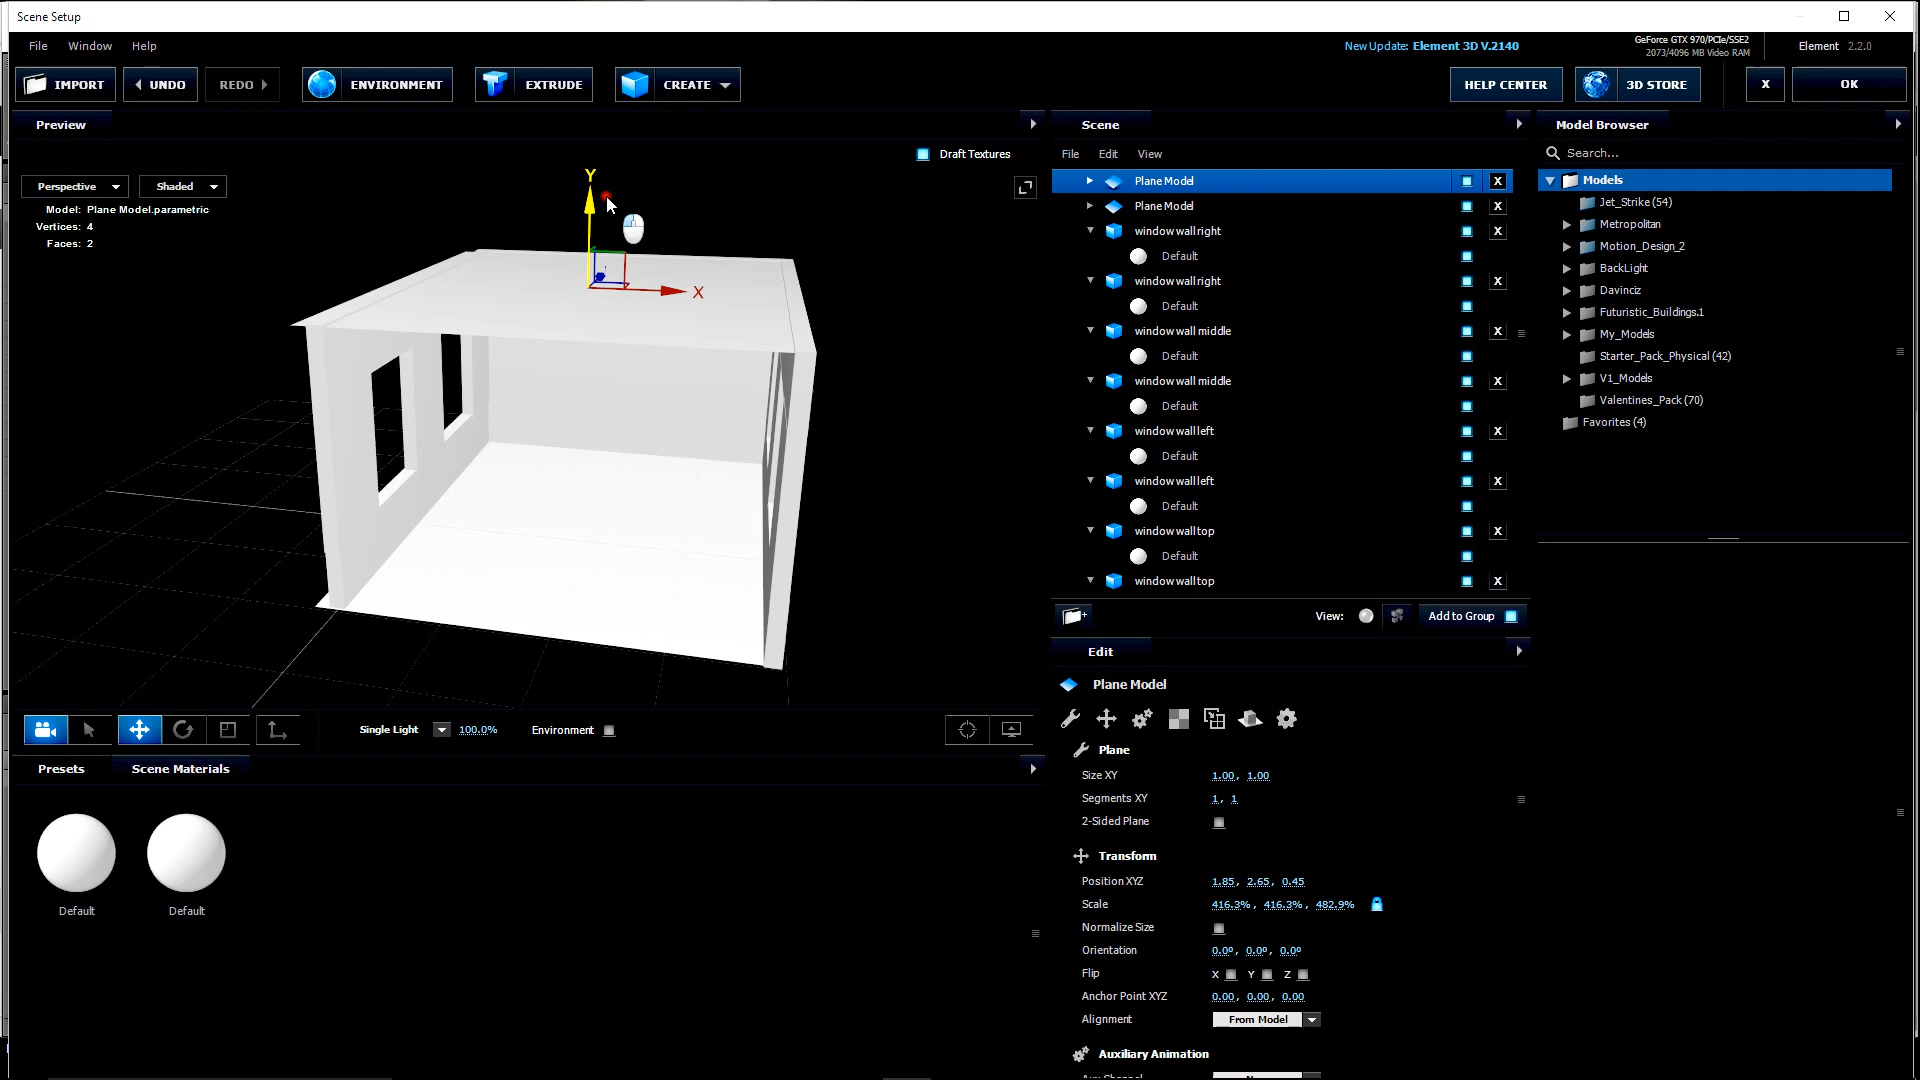 Scene Setup
File Window Help
New Update: Element 3D V.2140
GeForce GTX 970/PCIe/SSE2
2073/4096 MB Video RAM
Element 2.2.0
IMPORT UNDO REDO ENVIRONMENT EXTRUDE CREATE HELP CENTER 3D STORE X OK
Preview
Draft Textures
Perspective Shaded
Model: Plane Model.parametric
Vertices: 4
Faces: 2
Y
X
Single Light 100.0% Environment
Presets Scene Materials
Default Default
Scene
File Edit View
Plane Model X
Plane Model X
window wall right X
Default
window wall right X
Default
window wall middle X
Default
window wall middle X
Default
window wall left X
Default
window wall left X
Default
window wall top X
Default
window wall top X
View: Add to Group
Edit
Plane Model
Plane
Size XY 1.00, 1.00
Segments XY 1, 1
2-Sided Plane
Transform
Position XYZ 1.85, 2.65, 0.45
Scale 416.3%, 416.3%, 482.9%
Normalize Size
Orientation 0.0º, 0.0º, 0.0º
Flip X Y Z
Anchor Point XYZ 0.00, 0.00, 0.00
Alignment From Model
Auxiliary Animation
Model Browser
Search...
Models
Jet_Strike (54)
Metropolitan
Motion_Design_2
BackLight
Davinciz
Futuristic_Buildings.1
My_Models
Starter_Pack_Physical (42)
V1_Models
Valentines_Pack (70)
Favorites (4)